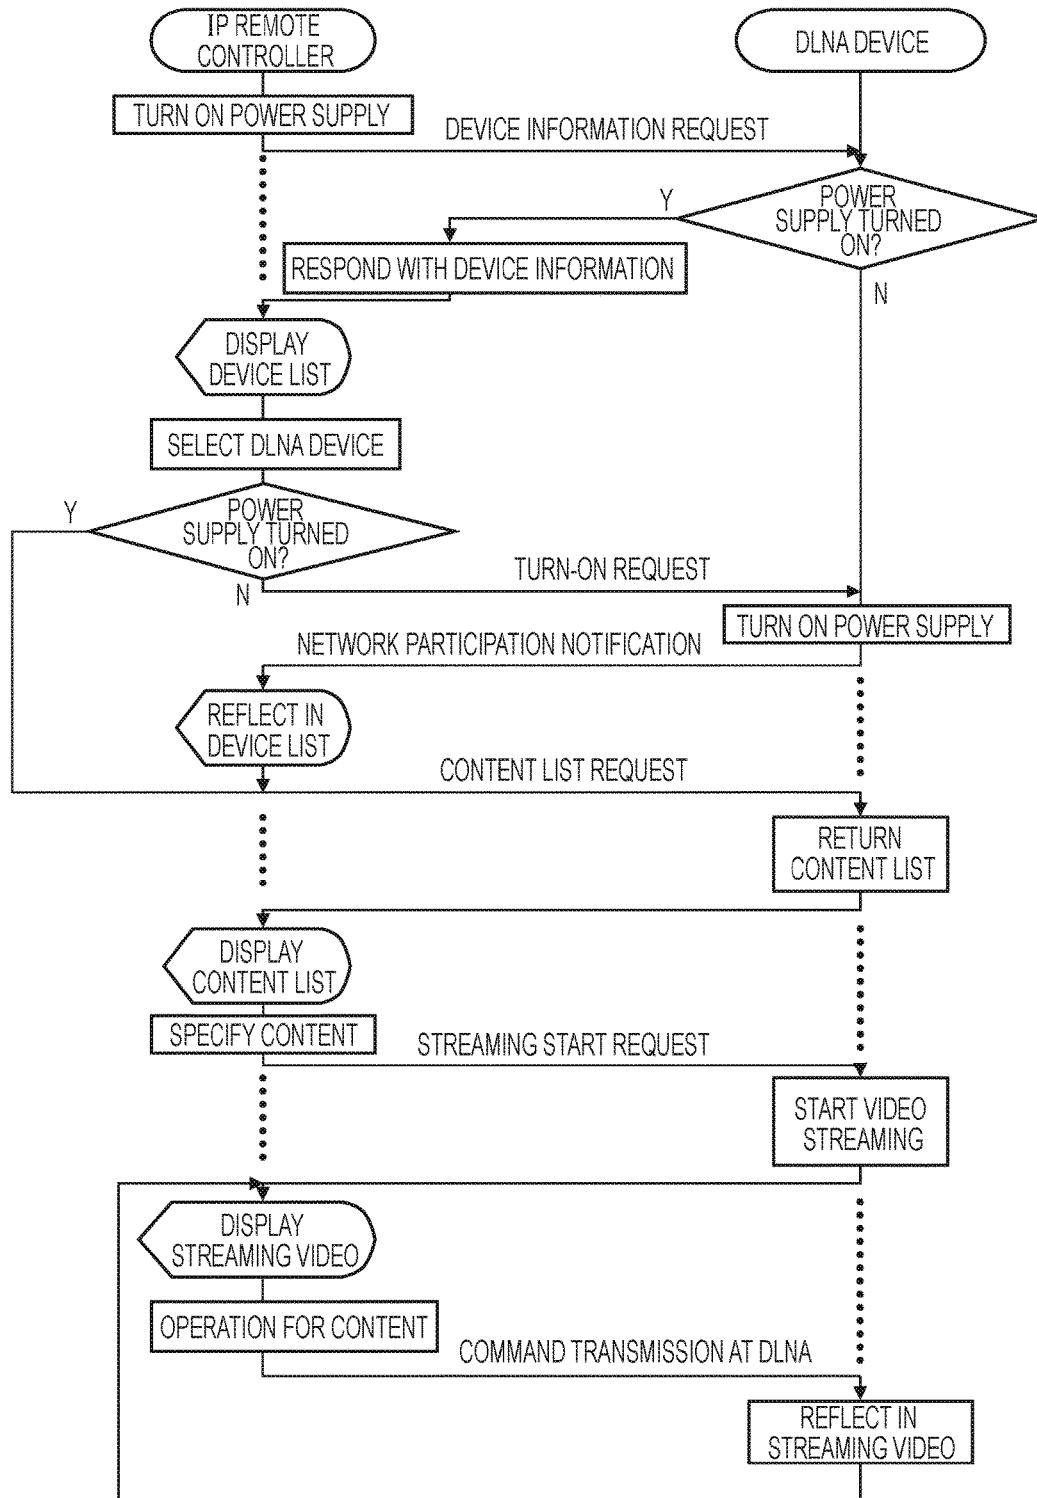 IP REMOTE
CONTROLLER
DLNA DEVICE
TURN ON POWER SUPPLY
DEVICE INFORMATION REQUEST
POWER
SUPPLY TURNED
ON?
Y
N
RESPOND WITH DEVICE INFORMATION
DISPLAY
DEVICE LIST
SELECT DLNA DEVICE
POWER
SUPPLY TURNED
ON?
Y
N
TURN-ON REQUEST
TURN ON POWER SUPPLY
NETWORK PARTICIPATION NOTIFICATION
REFLECT IN
DEVICE LIST
CONTENT LIST REQUEST
RETURN
CONTENT LIST
DISPLAY
CONTENT LIST
SPECIFY CONTENT
STREAMING START REQUEST
START VIDEO
STREAMING
DISPLAY
STREAMING VIDEO
OPERATION FOR CONTENT
COMMAND TRANSMISSION AT DLNA
REFLECT IN
STREAMING VIDEO